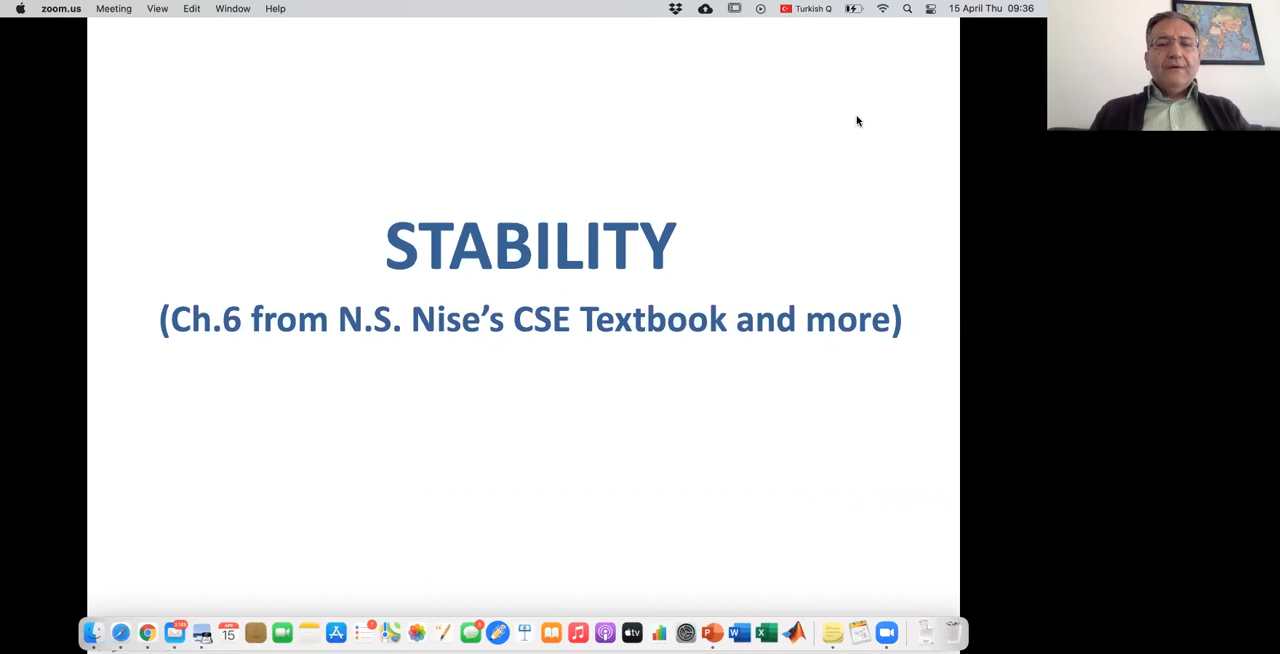 zoom.us Meeting View Edit Window Help Turkish Q 15 April Thu 09:36
STABILITY
(Ch.6 from N.S. Nise’s CSE Textbook and more)
15
tv